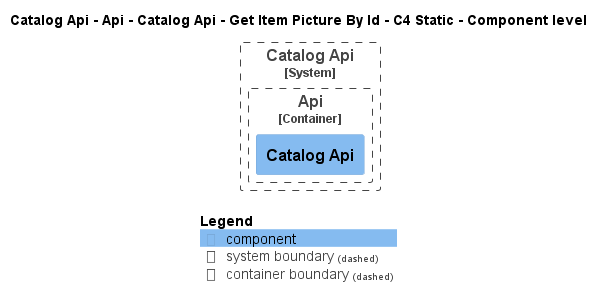 Catalog Api - Api - Catalog Api - Get Item Picture By Id - C4 Static - Component level
Catalog Api
[System]
Api
[Container]
Catalog Api
Legend
component
system boundary (dashed)
container boundary (dashed)